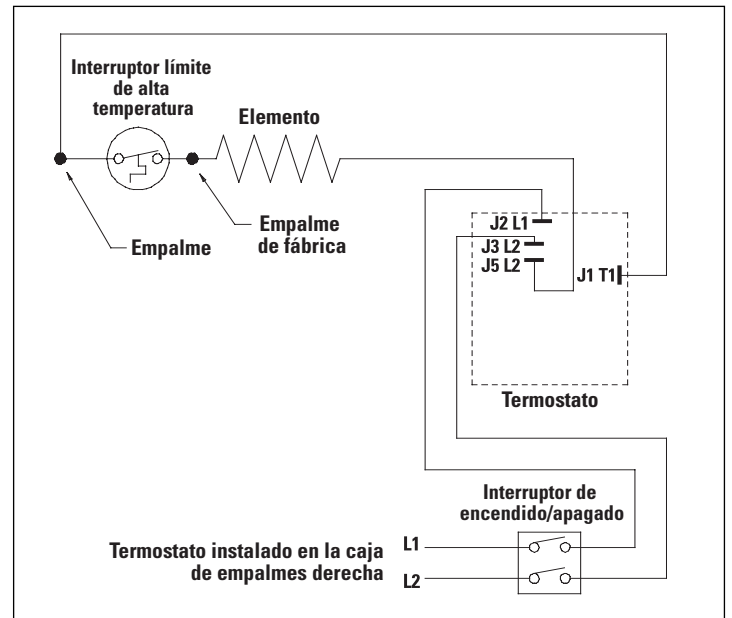 Interruptor límite
de alta
temperatura
Elemento
Empalme
Empalme
de fábrica
J2 L1
J3 L2
J5 L2
J1 T1
Termostato
Interruptor de
encendido/apagado
Termostato instalado en la caja
de empalmes derecha
L1
L2